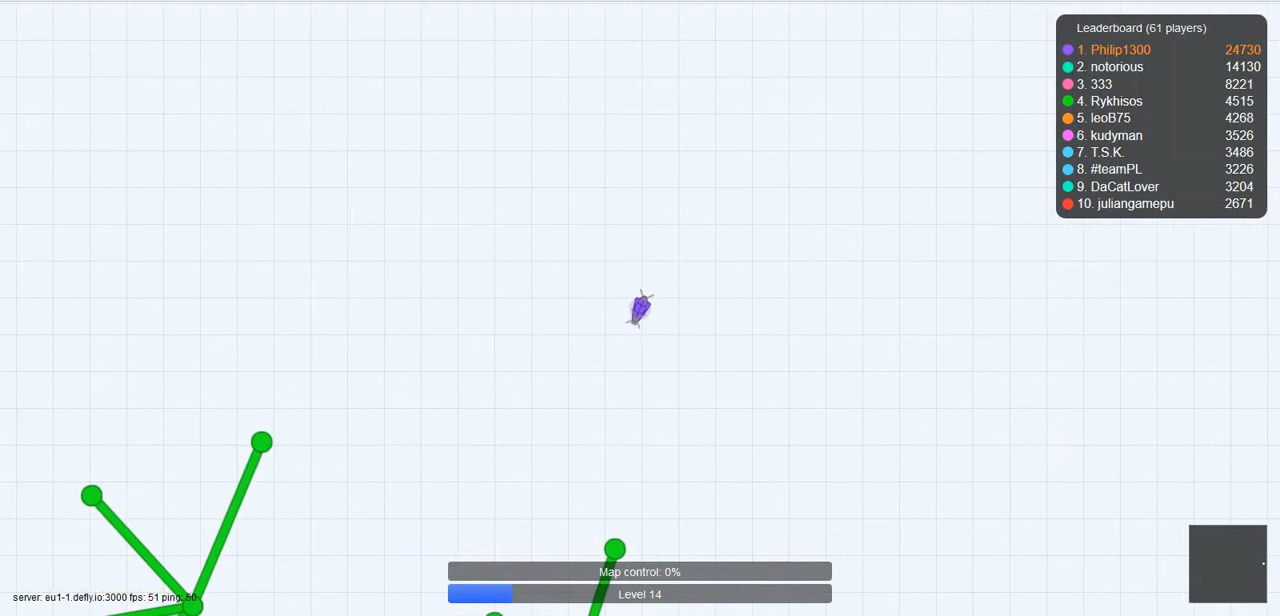 Leaderboard (61 players)
1. Philip1300 24730
2. notorious 14130
3. 333 8221
4. Rykhisos 4515
5. leoB75 4268
6. kudyman 3526
7. T.S.K. 3486
8. #teamPL 3226
9. DaCatLover 3204
10. juliangamepu 2671
Map control: 0%
Level 14
server: eu1-1.defly.io:3000 fps: 51 ping: 50